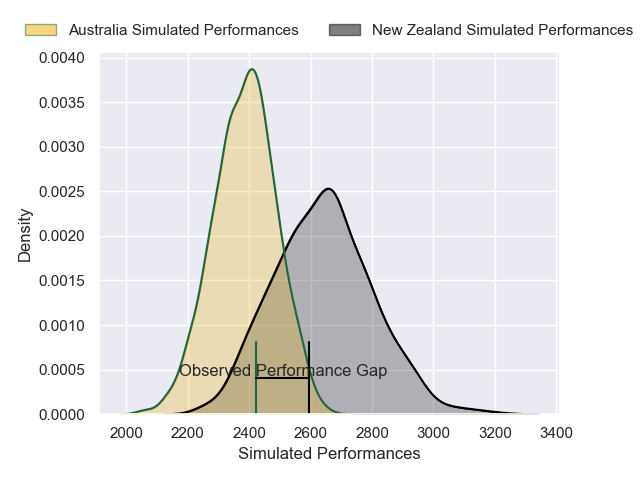 Australia Simulated Performances New Zealand Simulated Performances
0.0040
0.0035
0.0030
0.0025
0.0020
0.0015
0.0010
0.0005
0.0000
Density
Observed Performance Gap
2000 2200 2400 2600 2800 3000 3200 3400
Simulated Performances